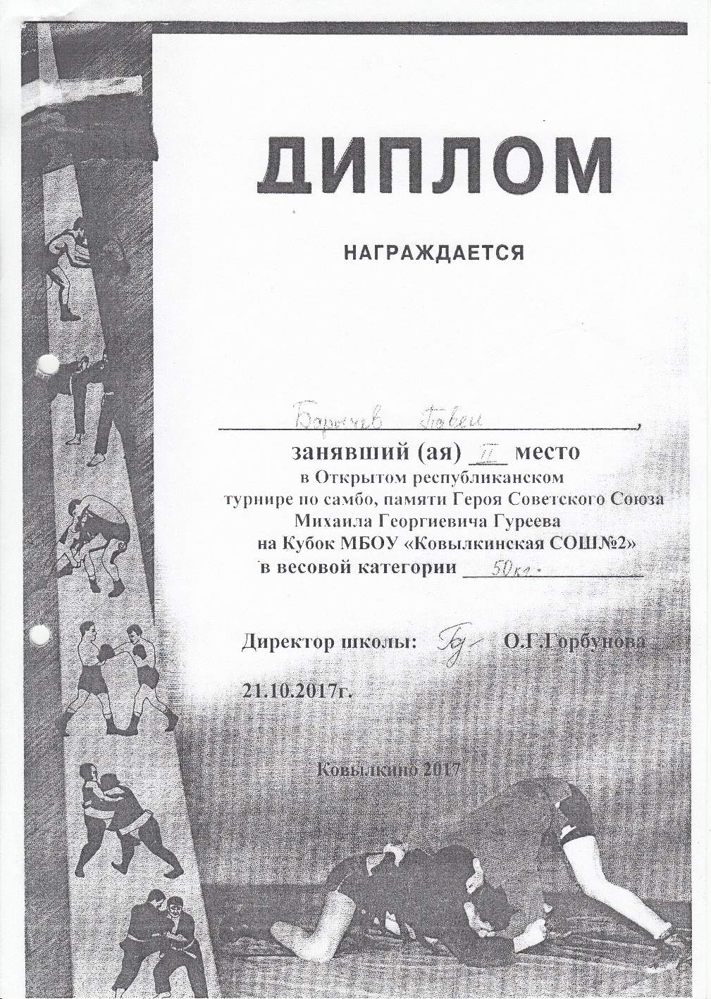 ДИПЛОМ
НАГРАЖДАЕТСЯ
Барычев Павел,
занявший (ая) II место
в Открытом республиканском
турнире по самбо, памяти Героя Советского Союза
Михаила Георгиевича Гуреева
на Кубок МБОУ «Ковылкинская СОШ№2»
в весовой категории 50кг.
Директор школы: О.Г.Горбунова
21.10.2017г.
Ковылкино 2017